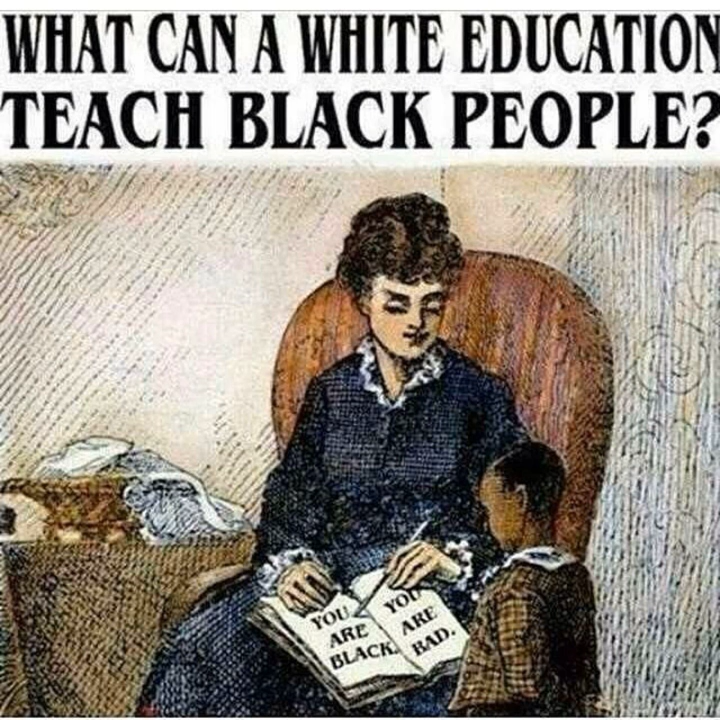 WHAT CAN A WHITE EDUCATION
TEACH BLACK PEOPLE?
YOU
ARE
BLACK.
YOU
ARE
BAD.